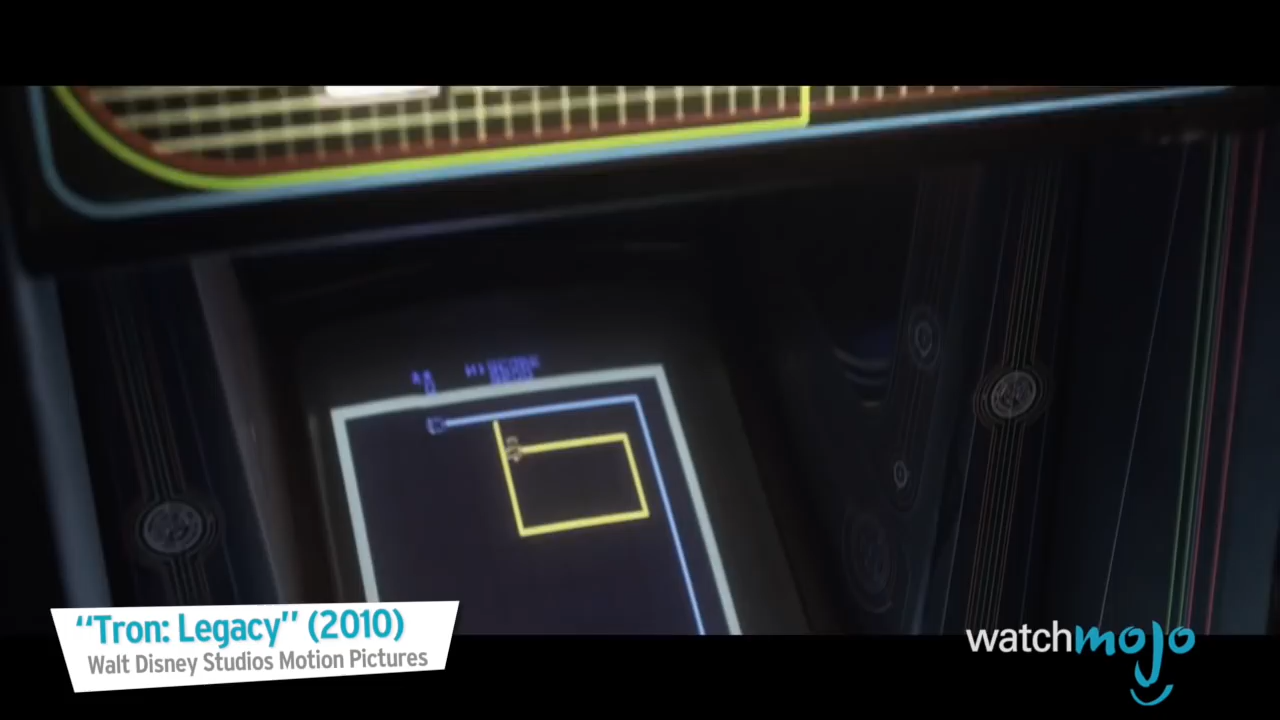 “Tron: Legacy” (2010)
Walt Disney Studios Motion Pictures
watchmojo